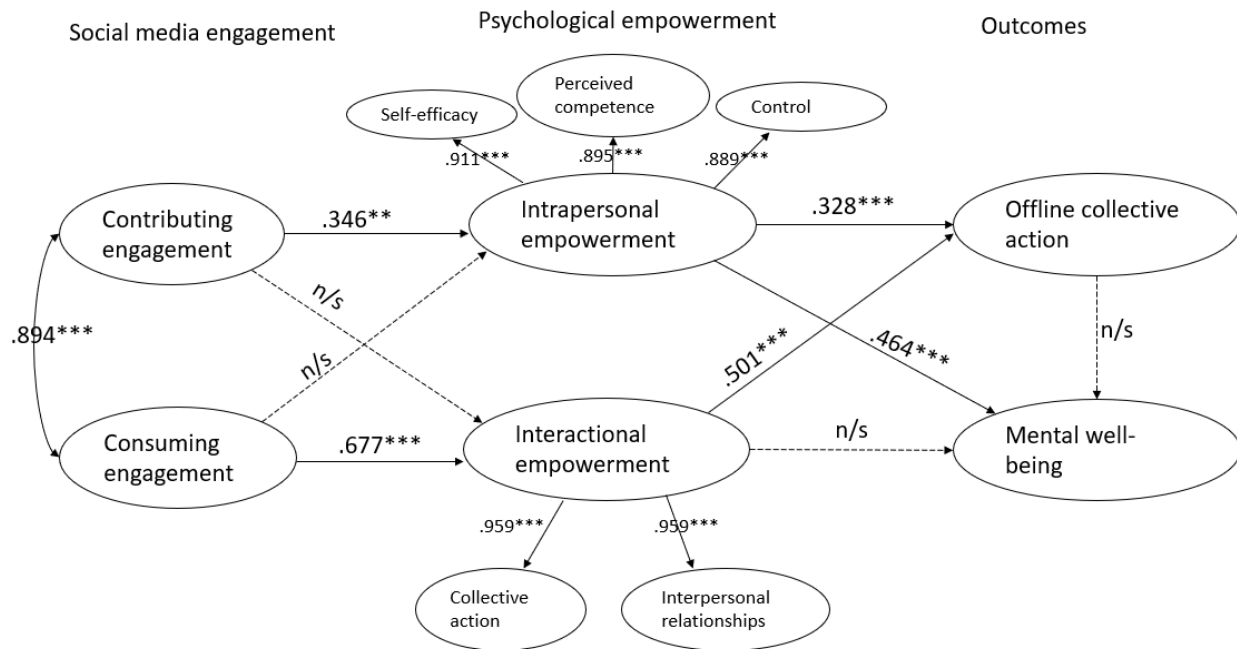 Social media engagement
Psychological empowerment
Outcomes
Self-efficacy
Perceived
competence
Control
.911***
.895***
.889***
Contributing
engagement
.346**
Intrapersonal
empowerment
.328***
Offline collective
action
n/s
n/s
.894***
.501***
.464***
n/s
Consuming
engagement
.677***
Interactional
empowerment
n/s
Mental well-
being
.959***
.959***
Collective
action
Interpersonal
relationships